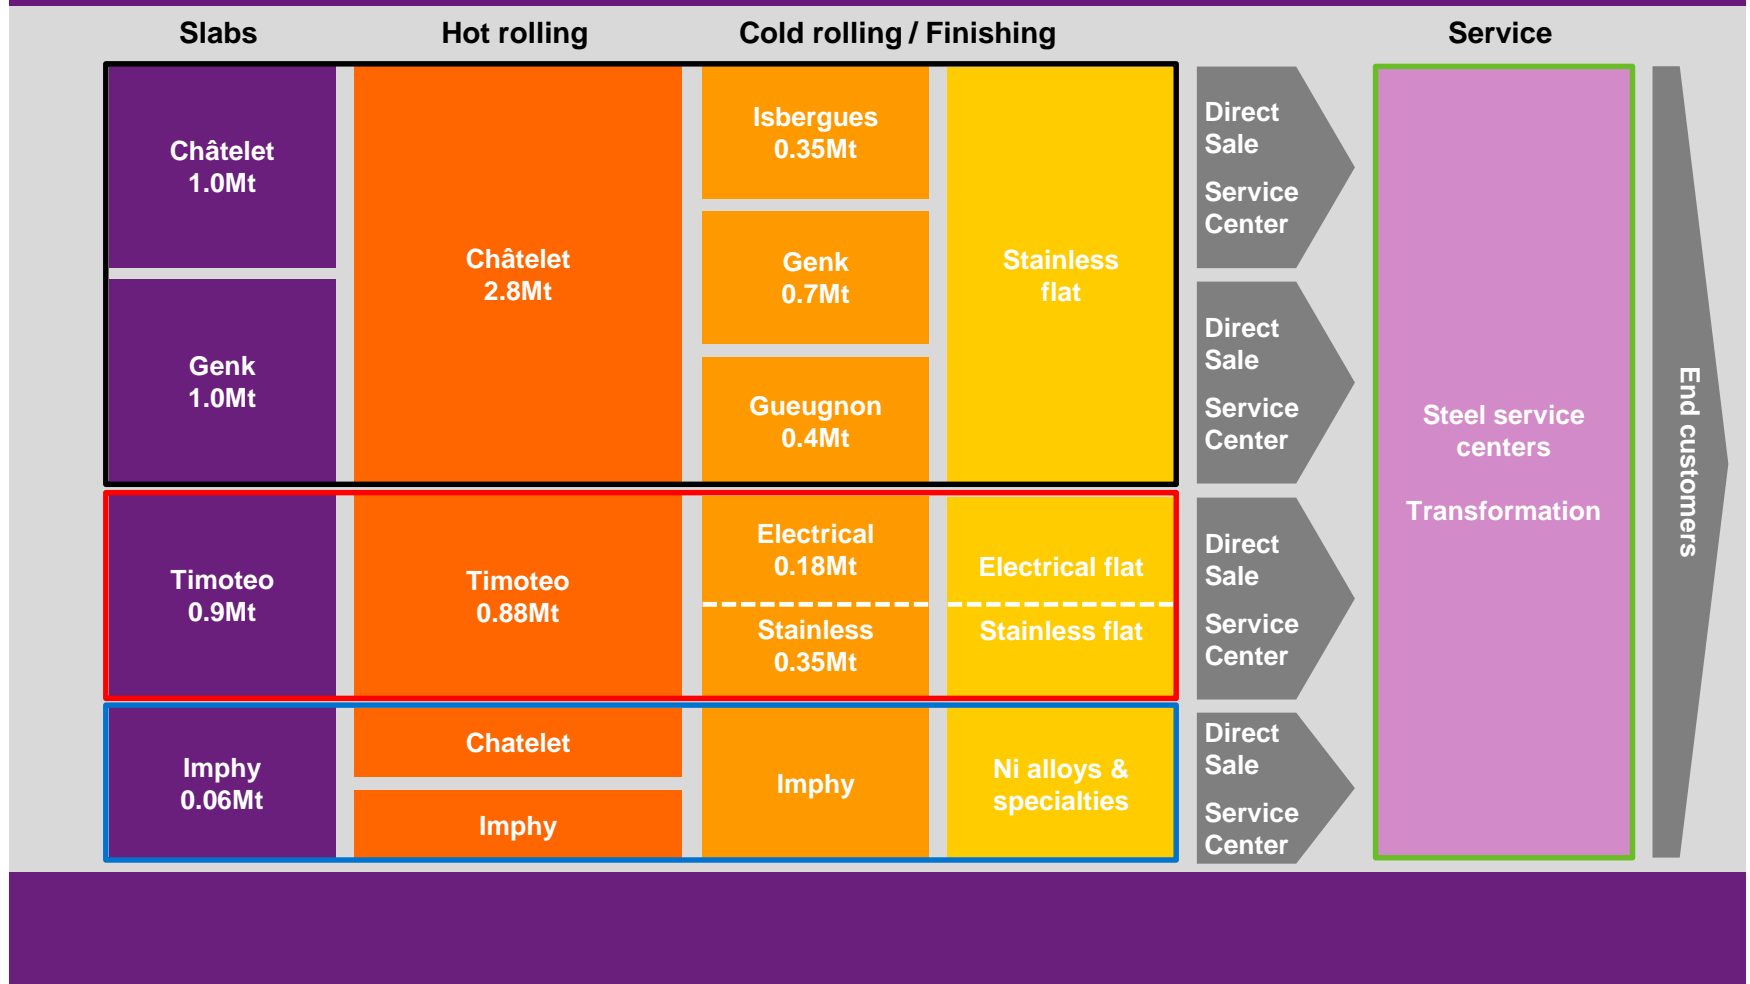 Slabs
Hot rolling
Cold rolling / Finishing
Service
Châtelet
1.0Mt
Genk
1.0Mt
Châtelet
2.8Mt
Isbergues
0.35Mt
Genk
0.7Mt
Gueugnon
0.4Mt
Stainless
flat
Timoteo
0.9Mt
Timoteo
0.88Mt
Electrical
0.18Mt
Stainless
0.35Mt
Electrical flat
Stainless flat
Imphy
0.06Mt
Chatelet
Imphy
Imphy
Ni alloys &
specialties
Direct
Sale
Service
Center
Direct
Sale
Service
Center
Direct
Sale
Service
Center
Direct
Sale
Service
Center
Steel service
centers
Transformation
End customers